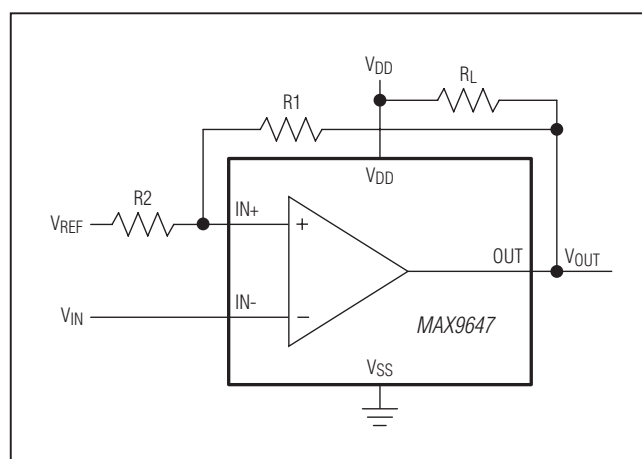 VDD
RL
R1
VDD
R2
IN+
VREF
+
OUT
VOUT
IN-
VIN
−
MAX9647
VSS